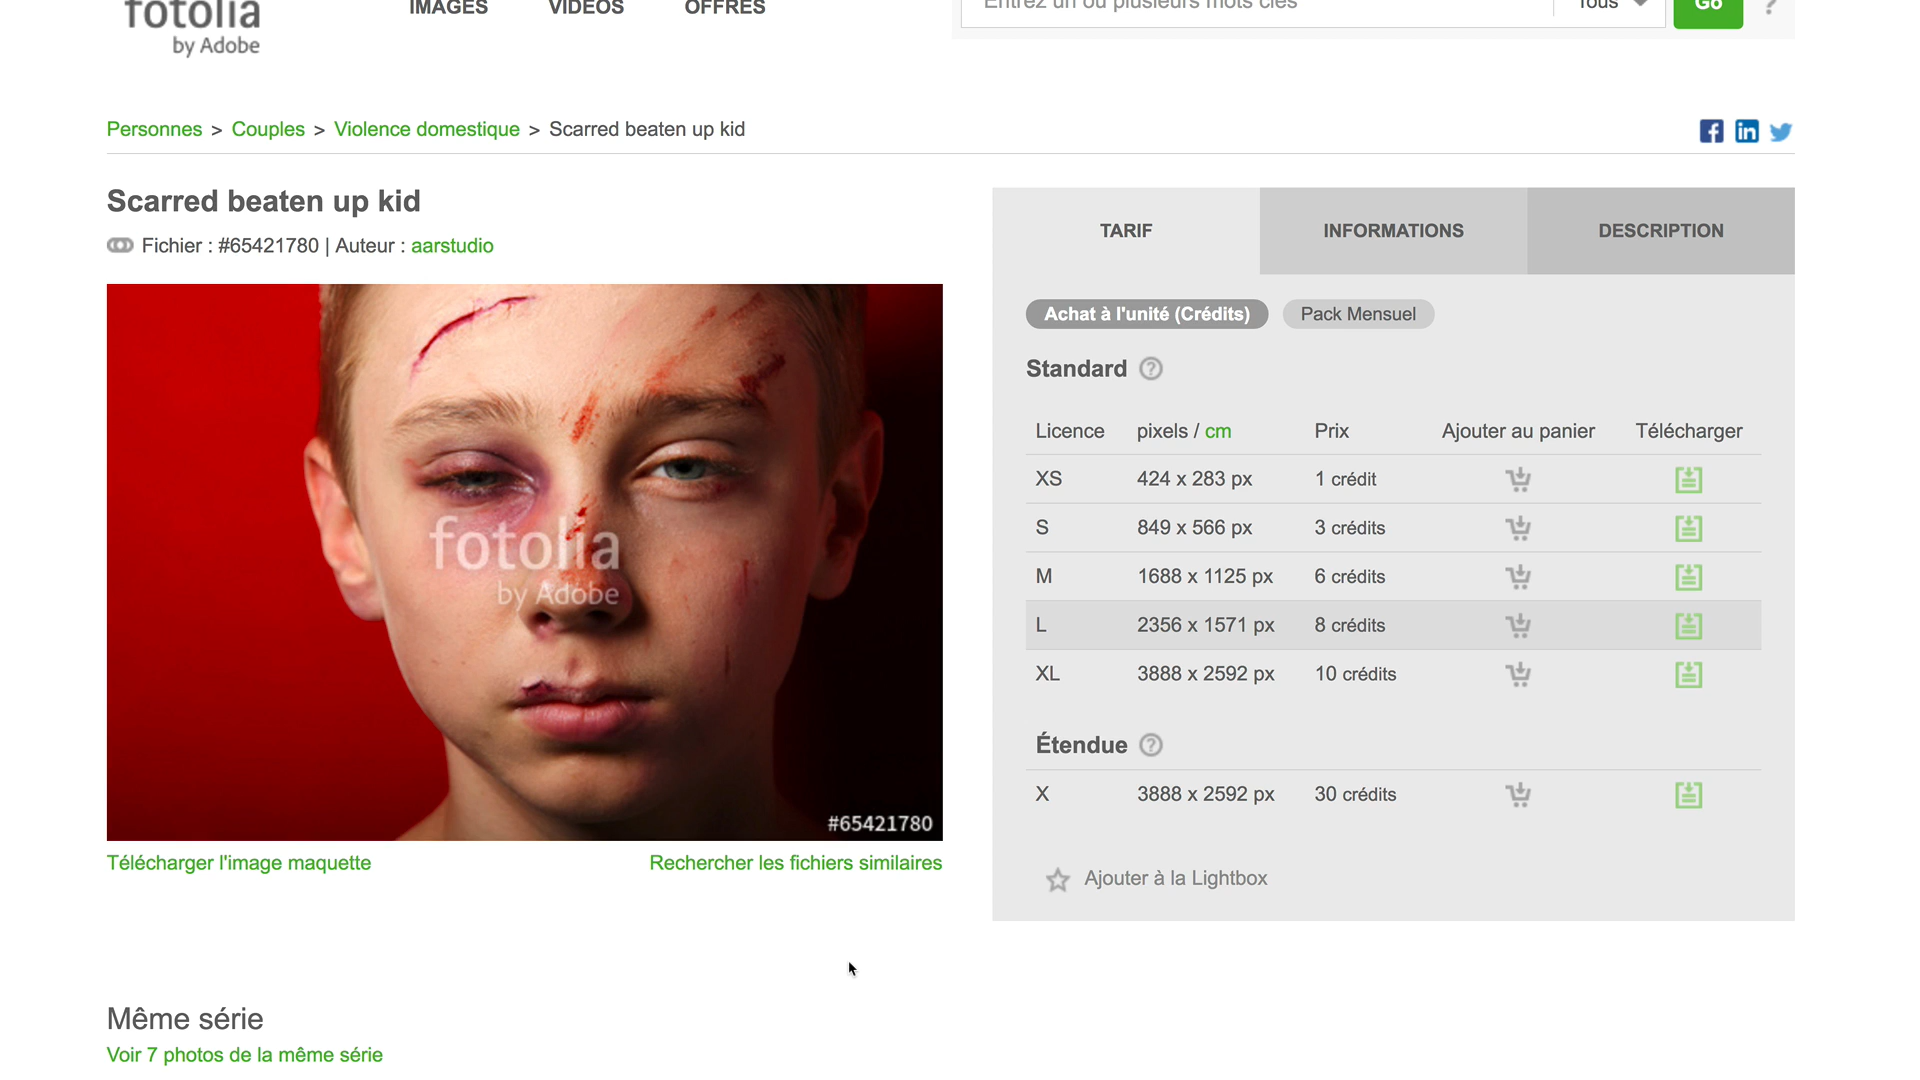 fotolia
by Adobe
IMAGES
VIDÉOS
OFFRES
Entrez un ou plusieurs mots clés
Tous
Go
?
Personnes > Couples > Violence domestique > Scarred beaten up kid
Scarred beaten up kid
Fichier : #65421780 | Auteur : aarstudio
fotolia
by Adobe
#65421780
Télécharger l'image maquette
Rechercher les fichiers similaires
TARIF
INFORMATIONS
DESCRIPTION
Achat à l'unité (Crédits)
Pack Mensuel
Standard ?
Licence pixels / cm Prix Ajouter au panier Télécharger
XS 424 x 283 px 1 crédit
S 849 x 566 px 3 crédits
M 1688 x 1125 px 6 crédits
L 2356 x 1571 px 8 crédits
XL 3888 x 2592 px 10 crédits
Étendue ?
X 3888 x 2592 px 30 crédits
Ajouter à la Lightbox
Même série
Voir 7 photos de la même série